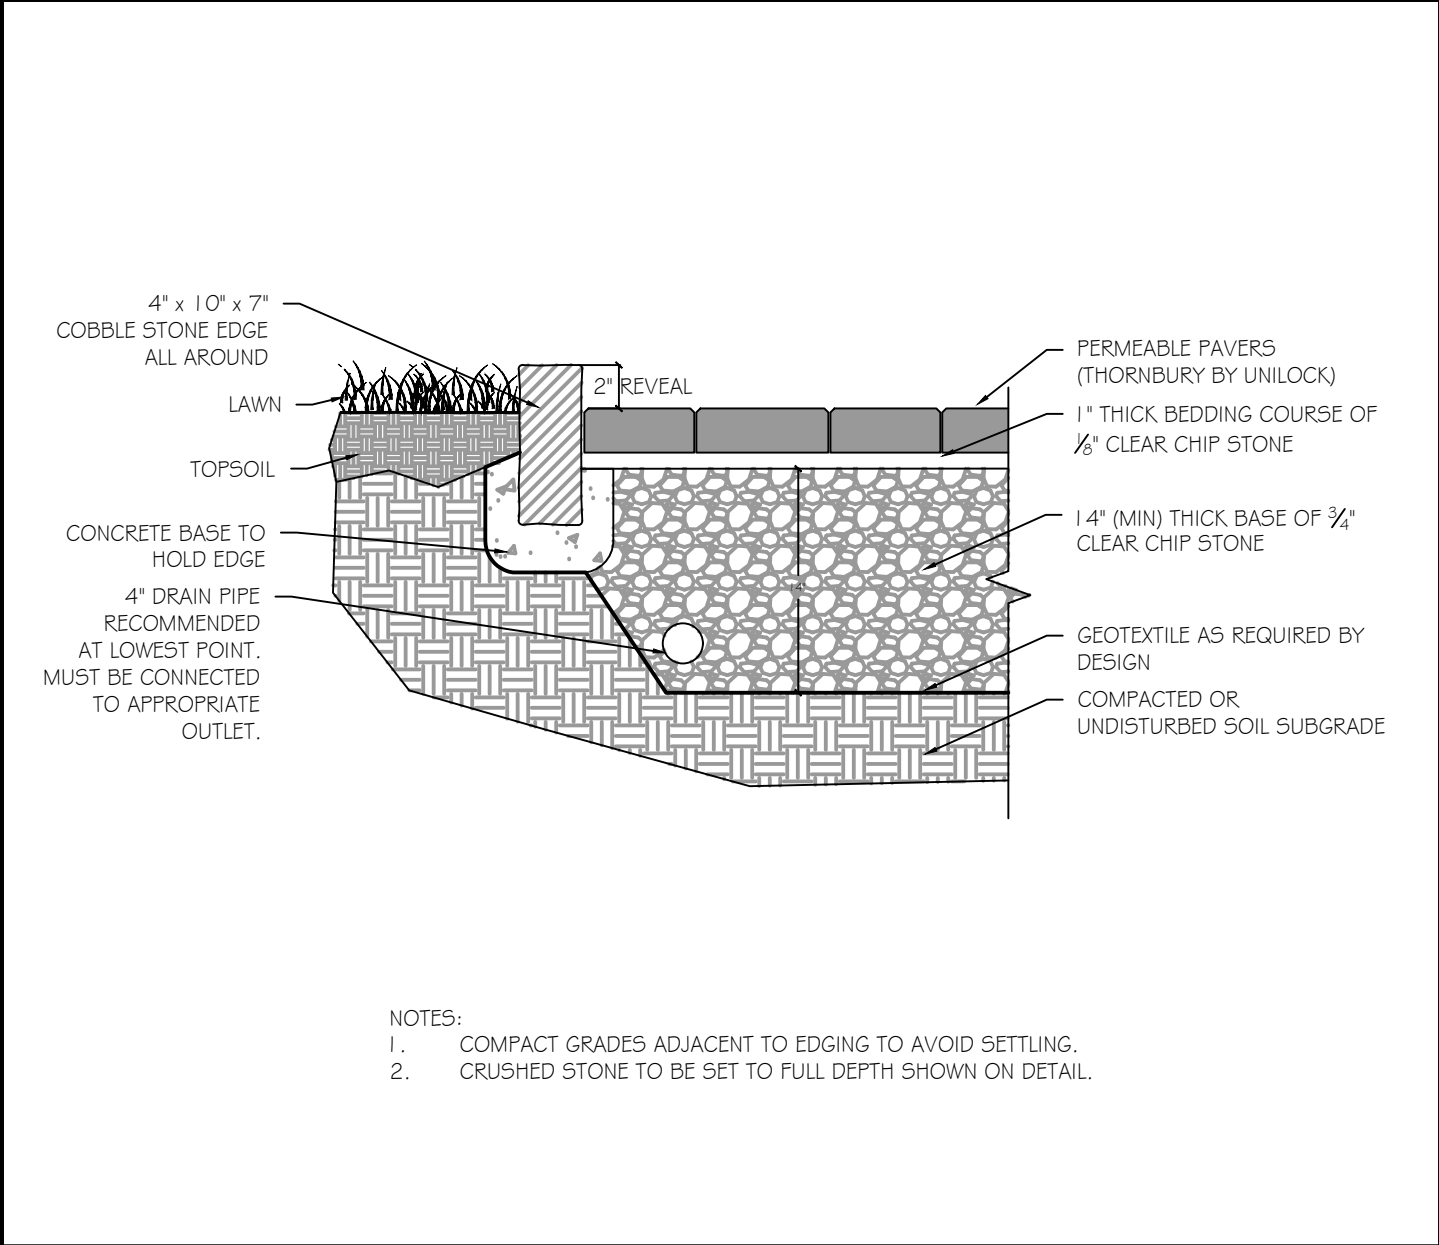 4" x 10" x 7"
COBBLE STONE EDGE
ALL AROUND
LAWN
TOPSOIL
CONCRETE BASE TO
HOLD EDGE
4" DRAIN PIPE
RECOMMENDED
AT LOWEST POINT.
MUST BE CONNECTED
TO APPROPRIATE
OUTLET.
2" REVEAL
14"
PERMEABLE PAVERS
(THORNBURY BY UNILOCK)
1" THICK BEDDING COURSE OF
1/8" CLEAR CHIP STONE
14" (MIN) THICK BASE OF 3/4"
CLEAR CHIP STONE
GEOTEXTILE AS REQUIRED BY
DESIGN
COMPACTED OR
UNDISTURBED SOIL SUBGRADE
NOTES:
1. COMPACT GRADES ADJACENT TO EDGING TO AVOID SETTLING.
2. CRUSHED STONE TO BE SET TO FULL DEPTH SHOWN ON DETAIL.